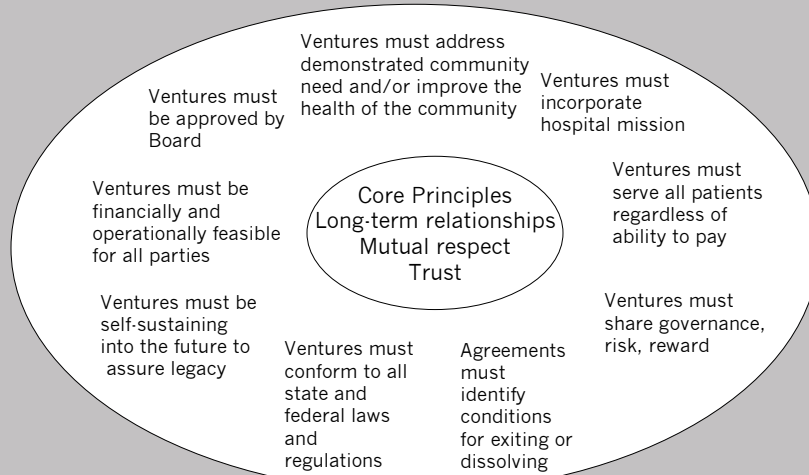 Ventures must address
demonstrated community
need and/or improve the
health of the community
Ventures must
incorporate
hospital mission
Ventures must
be approved by
Board
Ventures must
serve all patients
regardless of
ability to pay
Ventures must be
financially and
operationally feasible
for all parties
Core Principles
Long-term relationships
Mutual respect
Trust
Ventures must
share governance,
risk, reward
Ventures must be
self-sustaining
into the future to
assure legacy
Ventures must
conform to all
state and
federal laws
and
regulations
Agreements
must
identify
conditions
for exiting or
dissolving